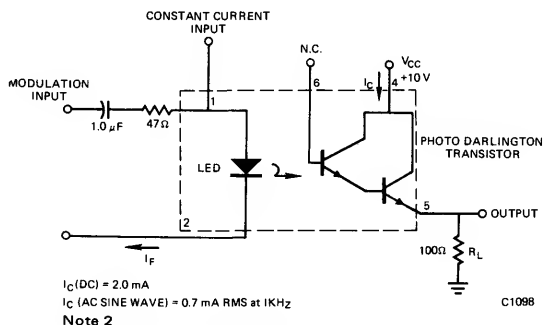 CONSTANT CURRENT
INPUT
N.C.
VCC
+10 V
MODULATION
INPUT
6
IC
4
1
1.0 µF
47Ω
PHOTO DARLINGTON
TRANSISTOR
LED
5
OUTPUT
2
IF
100Ω
RL
IC (DC) = 2.0 mA
IC (AC SINE WAVE) = 0.7 mA RMS at 1KHz
C1098
Note 2